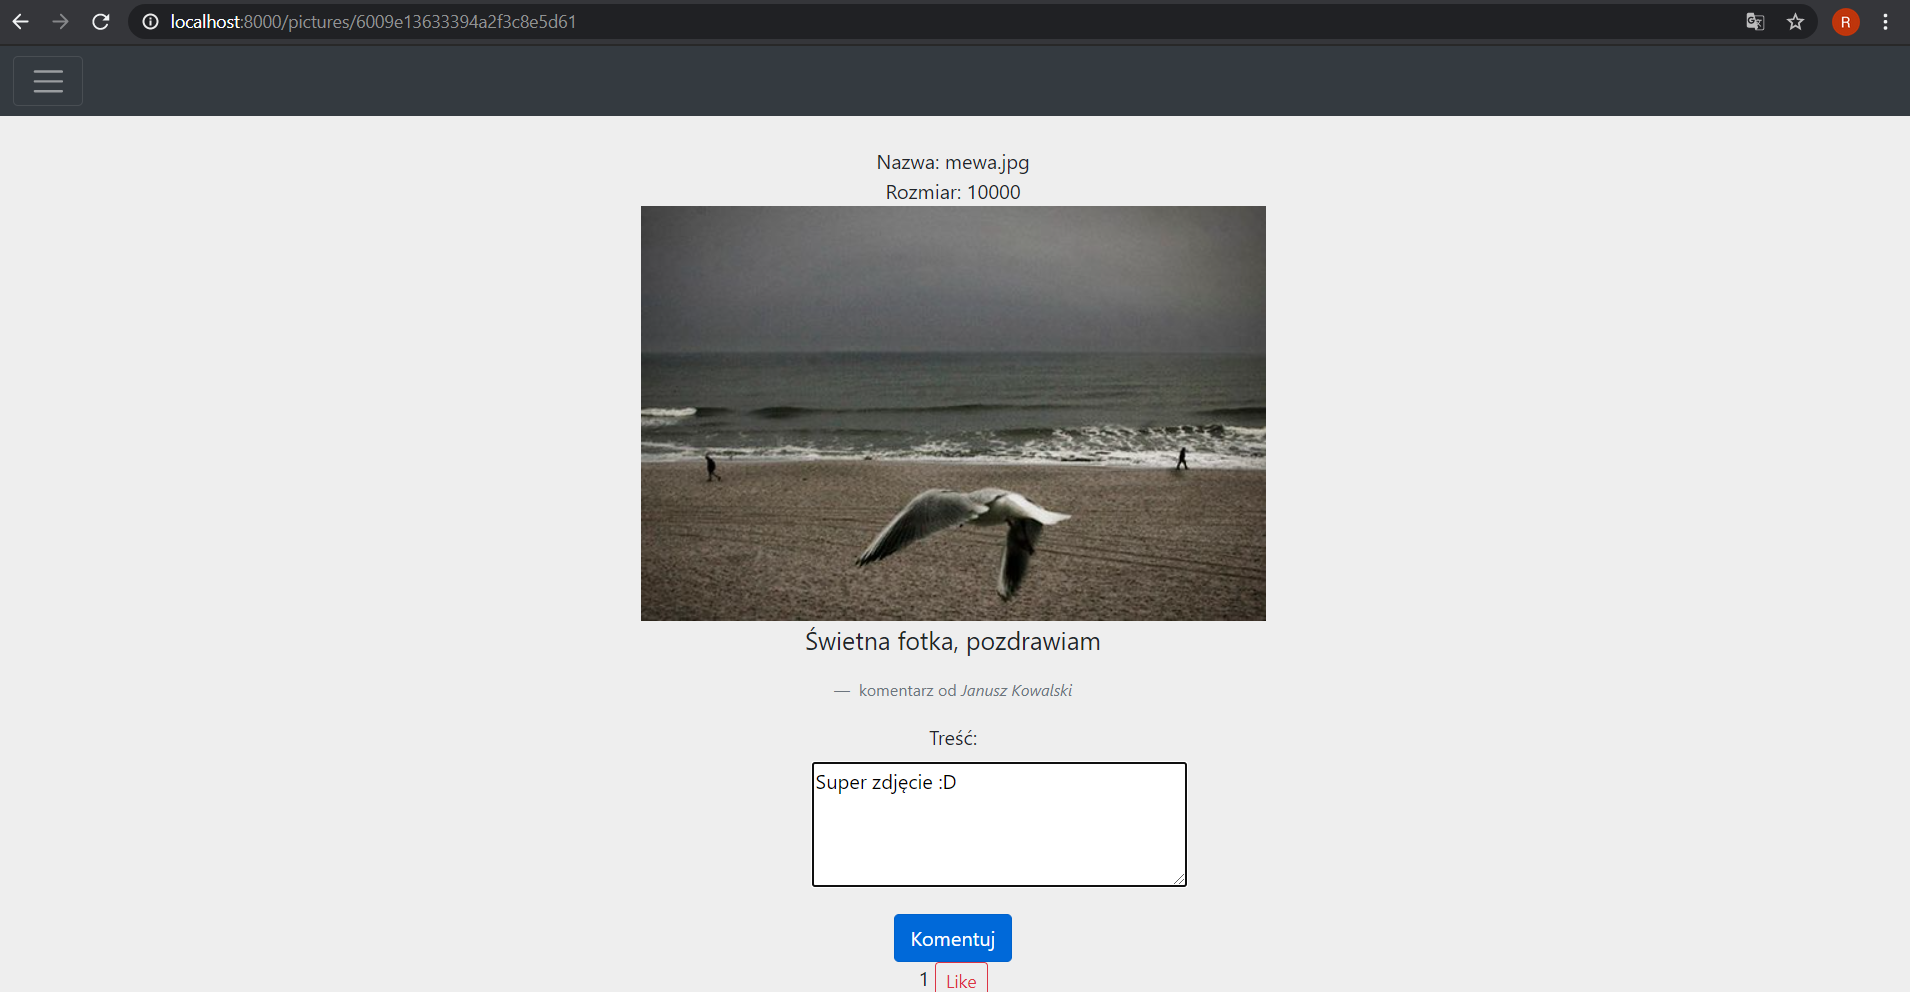 localhost:8000/pictures/6009e13633394a2f3c8e5d61
R
Nazwa: mewa.jpg
Rozmiar: 10000
Świetna fotka, pozdrawiam
— komentarz od Janusz Kowalski
Treść:
Super zdjęcie :D
Komentuj
1 Like